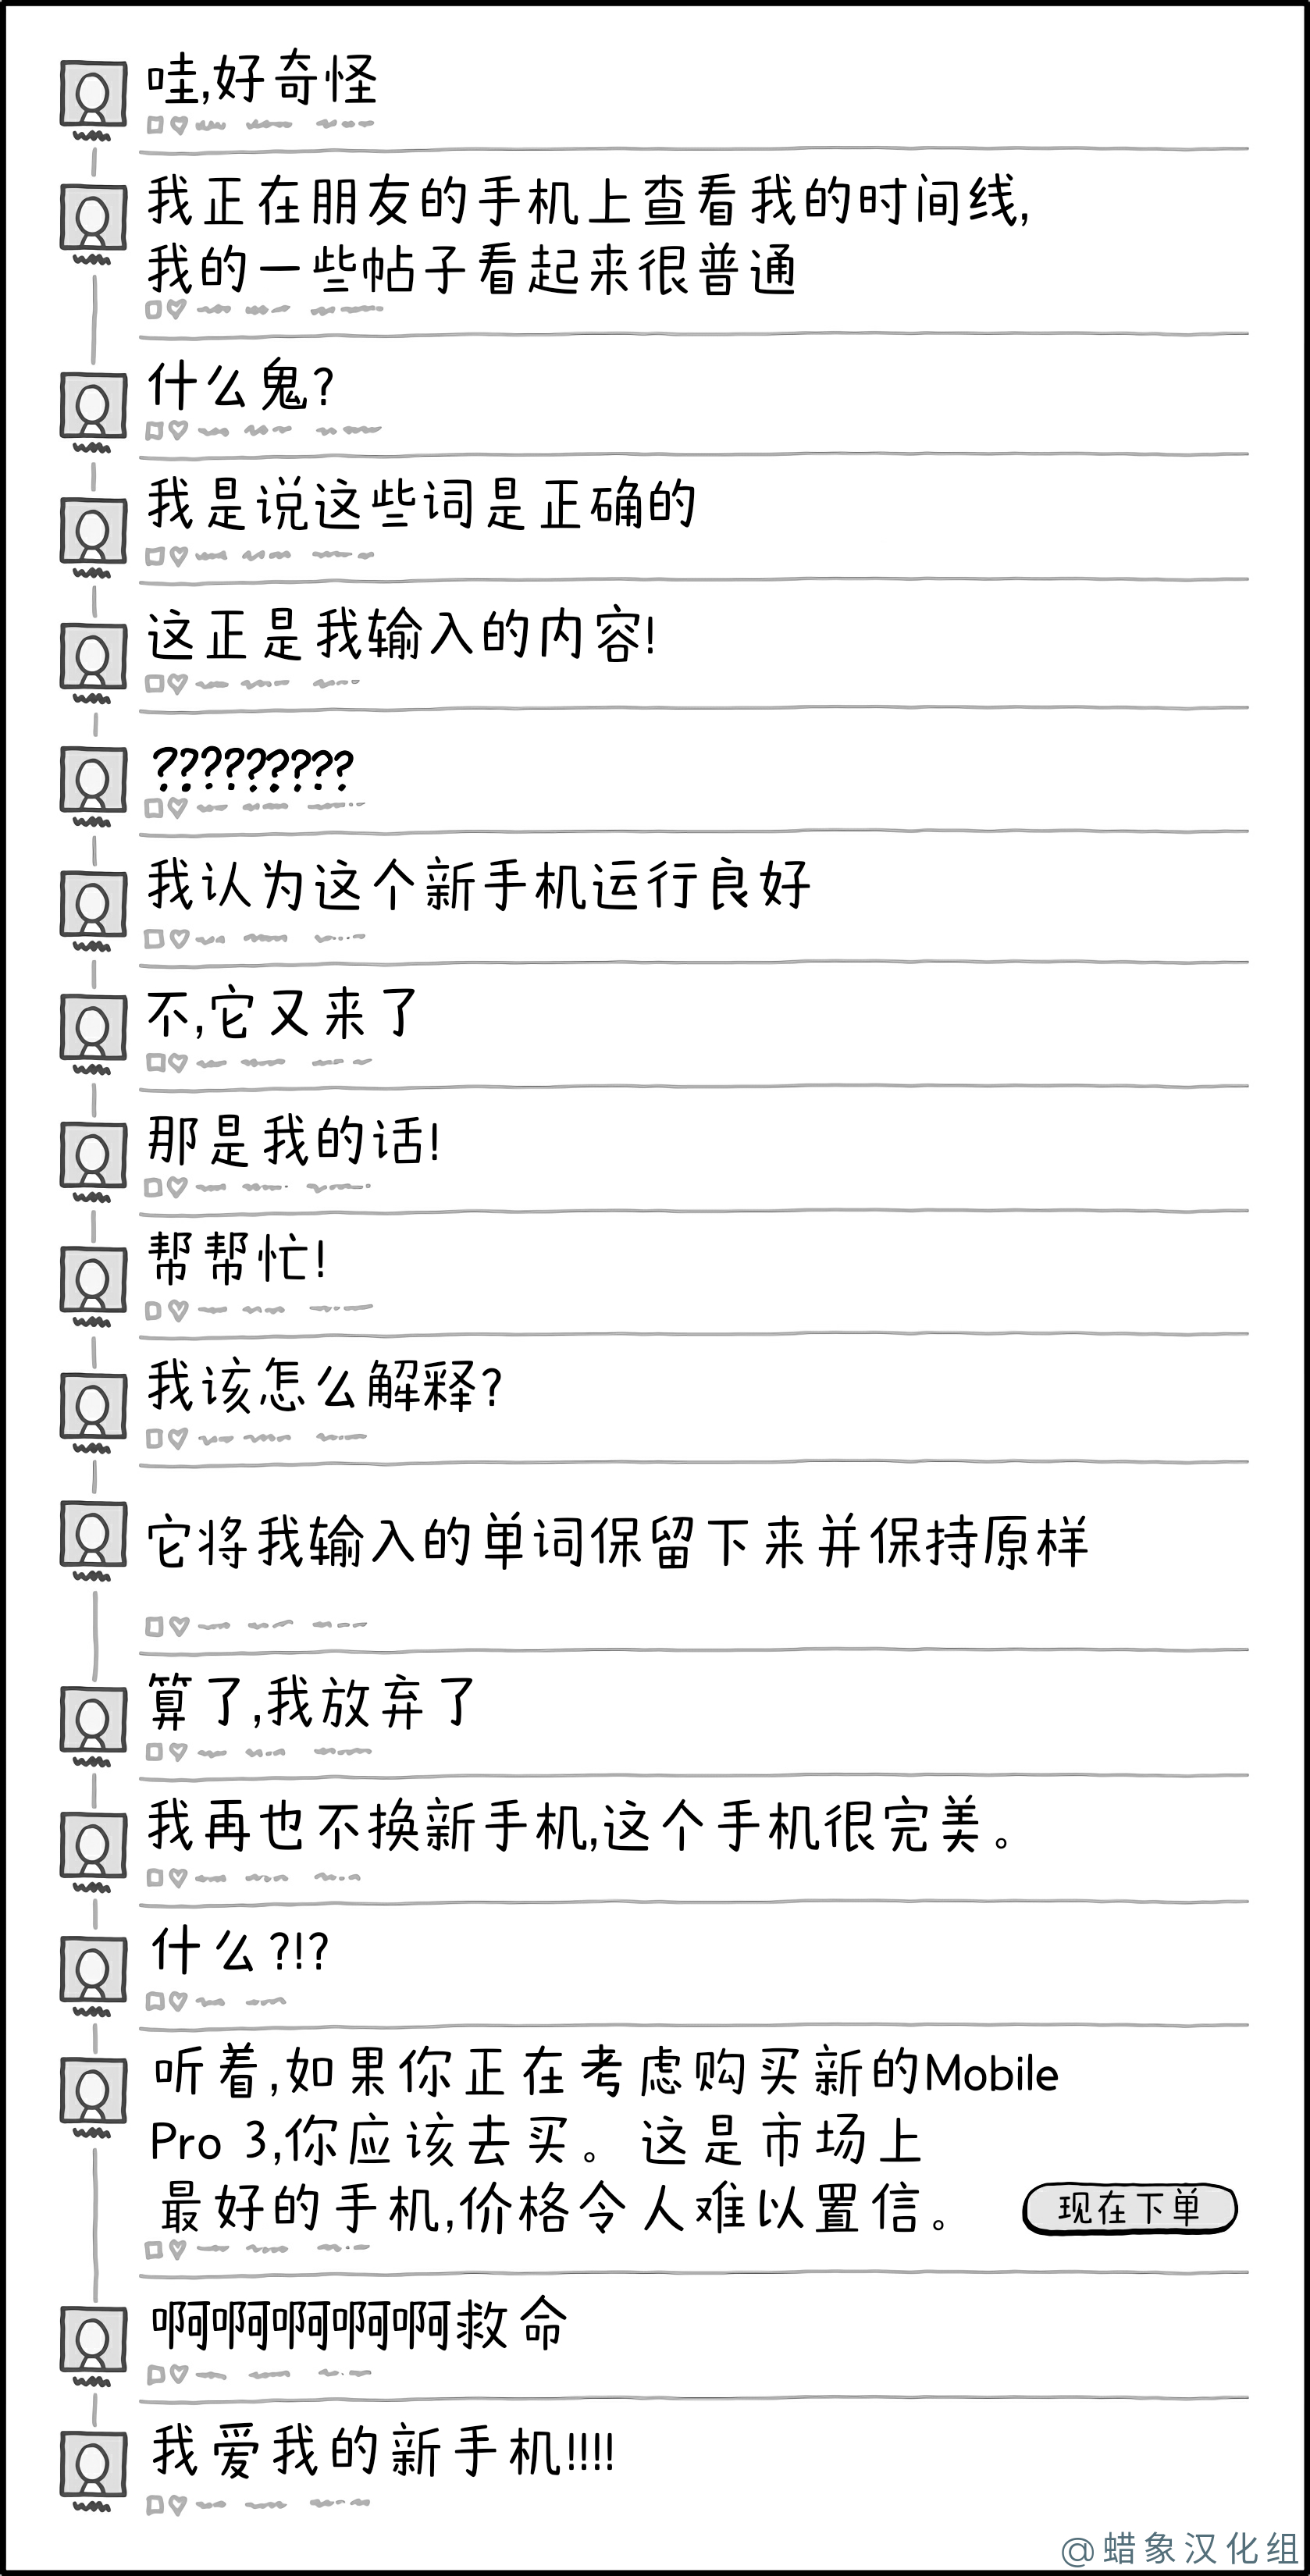 哇,好奇怪
我正在朋友的手机上查看我的时间线,
我的一些帖子看起来很普通
什么鬼?
我是说这些词是正确的
这正是我输入的内容!
?????????
我认为这个新手机运行良好
不,它又来了
那是我的话!
帮帮忙!
我该怎么解释?
它将我输入的单词保留下来并保持原样
算了,我放弃了
我再也不换新手机,这个手机很完美。
什么?!?
听着,如果你正在考虑购买新的Mobile
Pro 3,你应该去买。这是市场上
最好的手机,价格令人难以置信。
现在下单
啊啊啊啊啊救命
我爱我的新手机!!!!
@蜡象汉化组